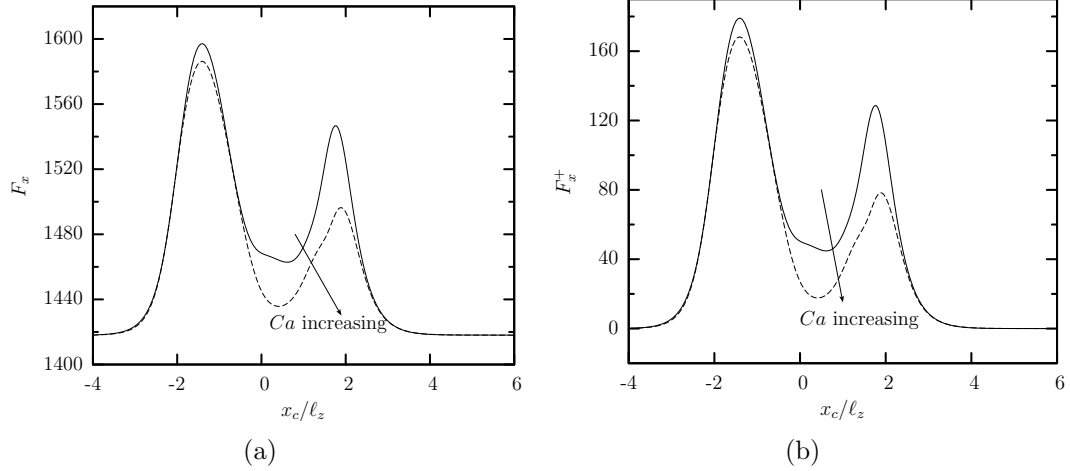 1600
1560
1520
1480
1440
1400
F_x
Ca increasing
-4 -2 0 2 4 6
x_c/ℓ_z
(a)
160
120
80
40
0
F_x^+
Ca increasing
-4 -2 0 2 4 6
x_c/ℓ_z
(b)